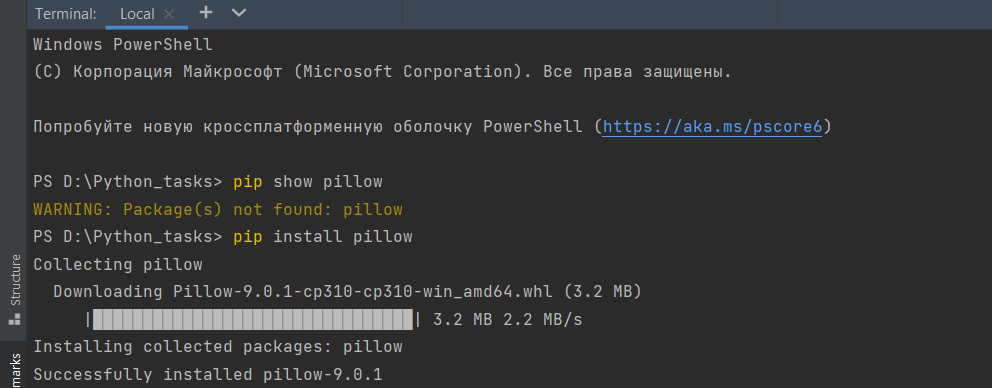 Terminal: Local
Windows PowerShell
(C) Корпорация Майкрософт (Microsoft Corporation). Все права защищены.
Попробуйте новую кроссплатформенную оболочку PowerShell (https://aka.ms/pscore6)
PS D:\Python_tasks> pip show pillow
WARNING: Package(s) not found: pillow
PS D:\Python_tasks> pip install pillow
Collecting pillow
Downloading Pillow-9.0.1-cp310-cp310-win_amd64.whl (3.2 MB)
|████████████████████████████████| 3.2 MB 2.2 MB/s
Installing collected packages: pillow
Successfully installed pillow-9.0.1
Structure
marks